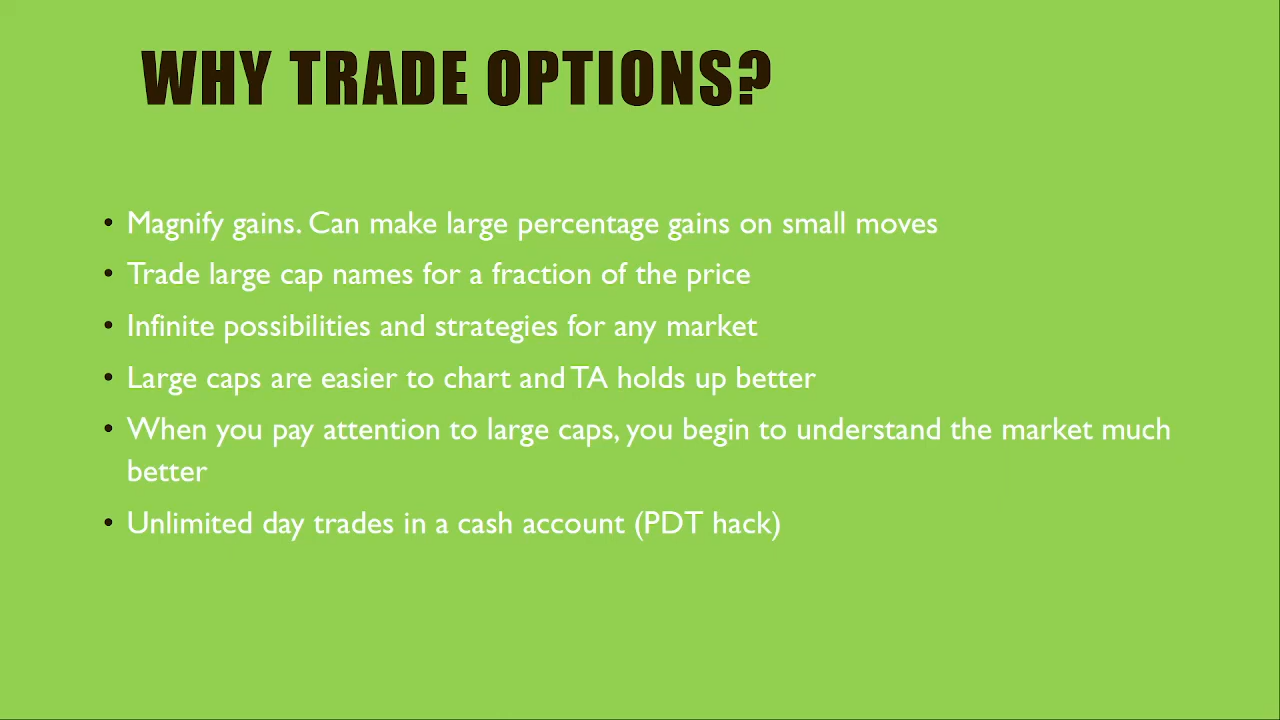 WHY TRADE OPTIONS?
• Magnify gains. Can make large percentage gains on small moves
• Trade large cap names for a fraction of the price
• Infinite possibilities and strategies for any market
• Large caps are easier to chart and TA holds up better
• When you pay attention to large caps, you begin to understand the market much
better
• Unlimited day trades in a cash account (PDT hack)